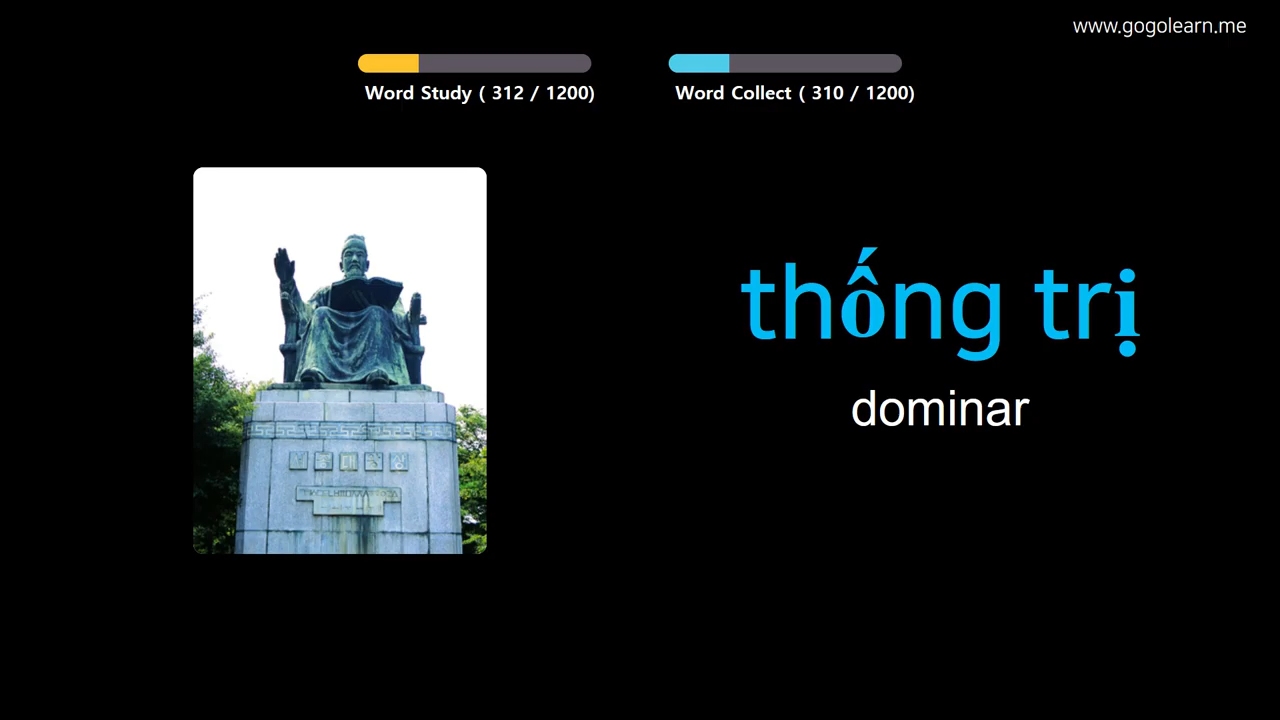 www.gogolearn.me
Word Study ( 312 / 1200)
Word Collect ( 310 / 1200)
thống trị
dominar